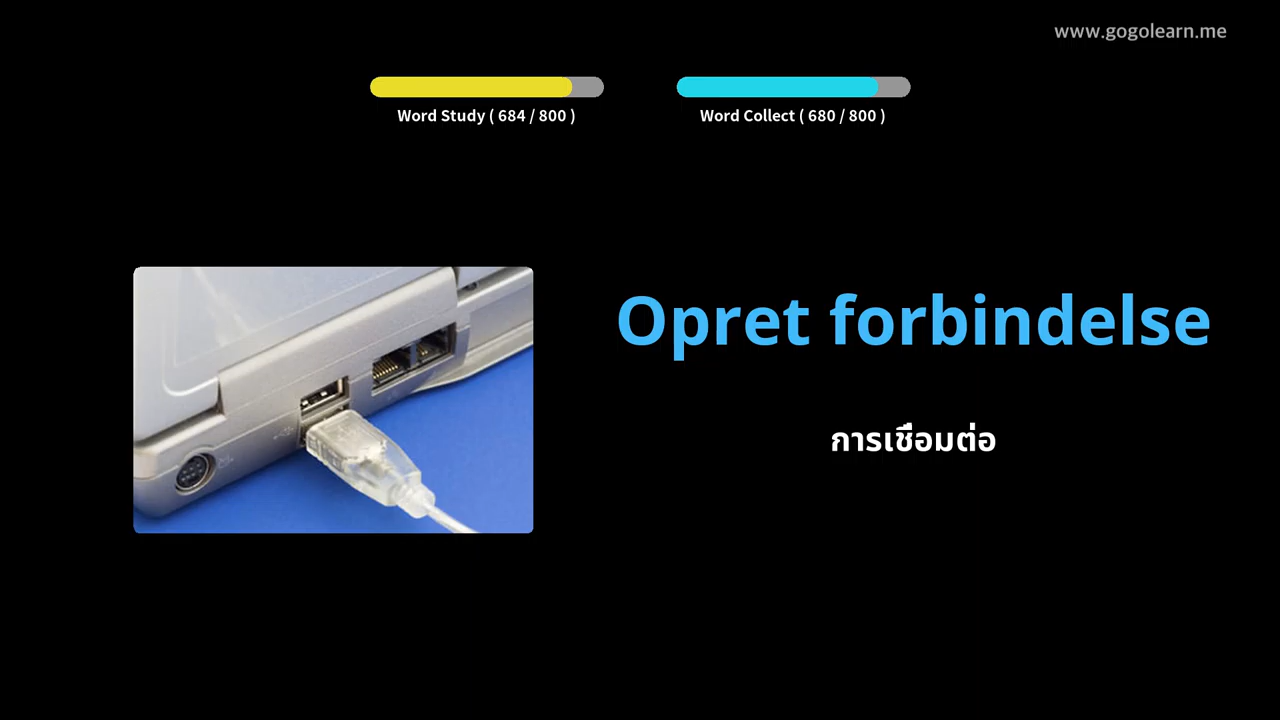 www.gogolearn.me
Word Study ( 684 / 800 )
Word Collect ( 680 / 800 )
Opret forbindelse
การเชื่อมต่อ